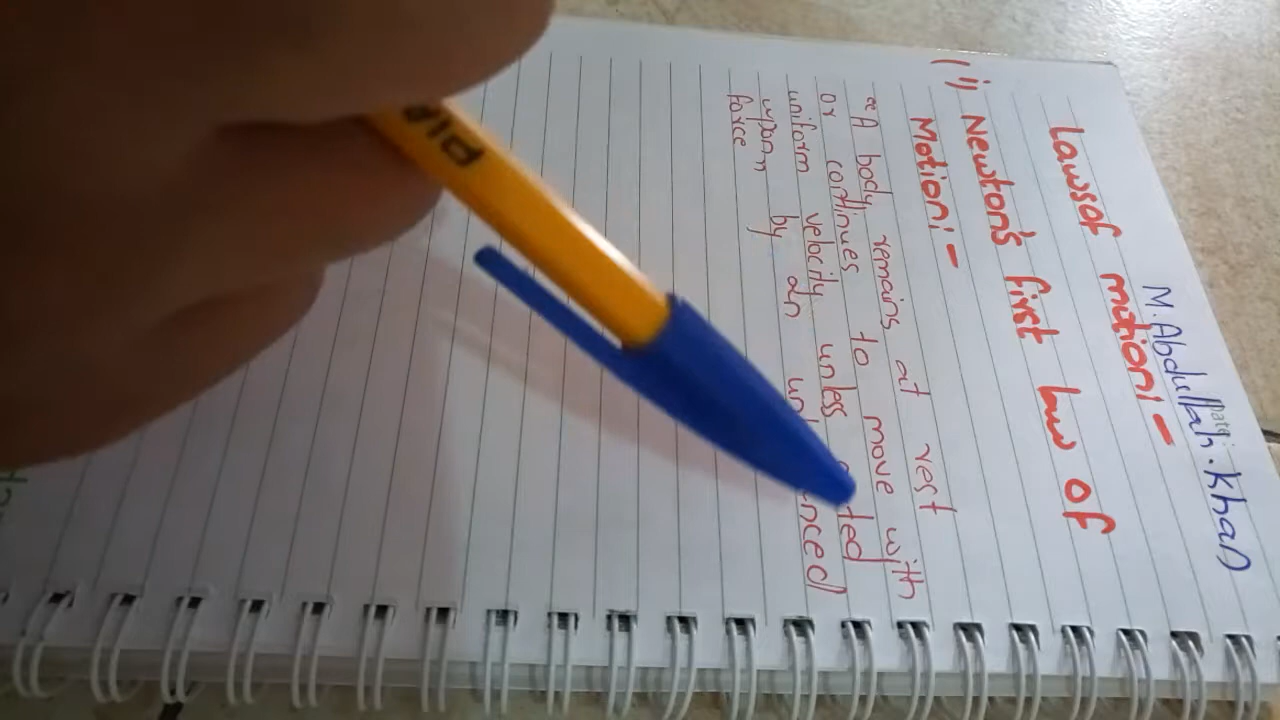 M.Abdullah.Khan
Laws of motion:-
(i) Newton's first law of
Motion:-
"A body remains at rest
or continues to move with
uniform velocity unless
upon by an
force